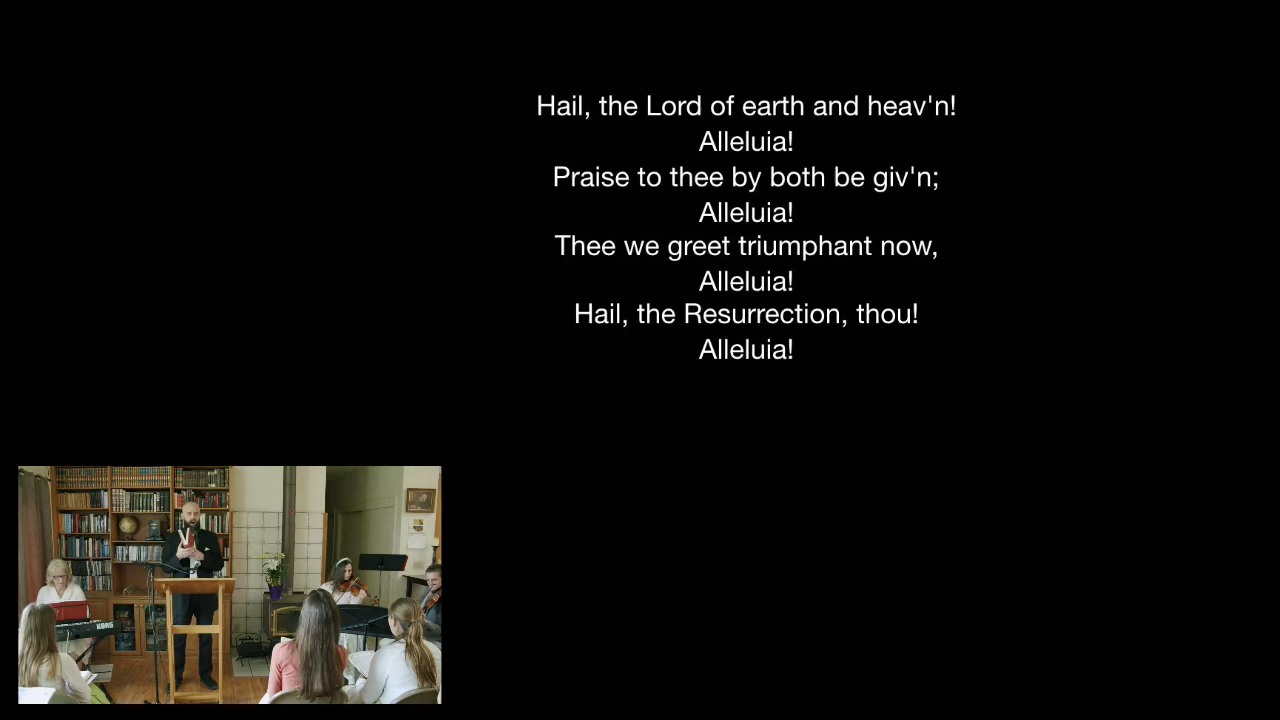 Hail, the Lord of earth and heav'n!
Alleluia!
Praise to thee by both be giv'n;
Alleluia!
Thee we greet triumphant now,
Alleluia!
Hail, the Resurrection, thou!
Alleluia!
KORG